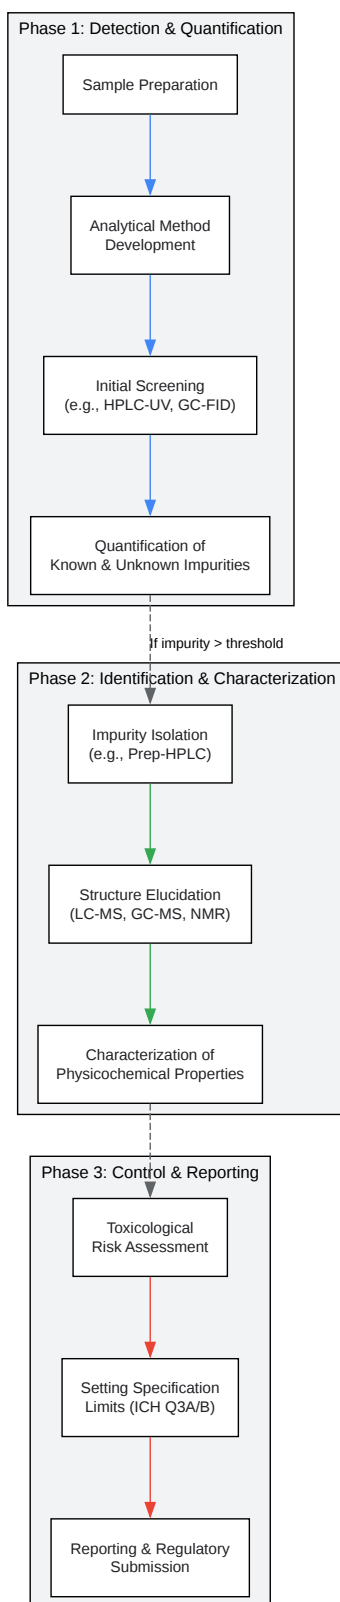 Phase 1: Detection & Quantification
Sample Preparation
Analytical Method
Development
Initial Screening
(e.g., HPLC-UV, GC-FID)
Quantification of
Known & Unknown Impurities
If impurity > threshold
Phase 2: Identification & Characterization
Impurity Isolation
(e.g., Prep-HPLC)
Structure Elucidation
(LC-MS, GC-MS, NMR)
Characterization of
Physicochemical Properties
Phase 3: Control & Reporting
Toxicological
Risk Assessment
Setting Specification
Limits (ICH Q3A/B)
Reporting & Regulatory
Submission